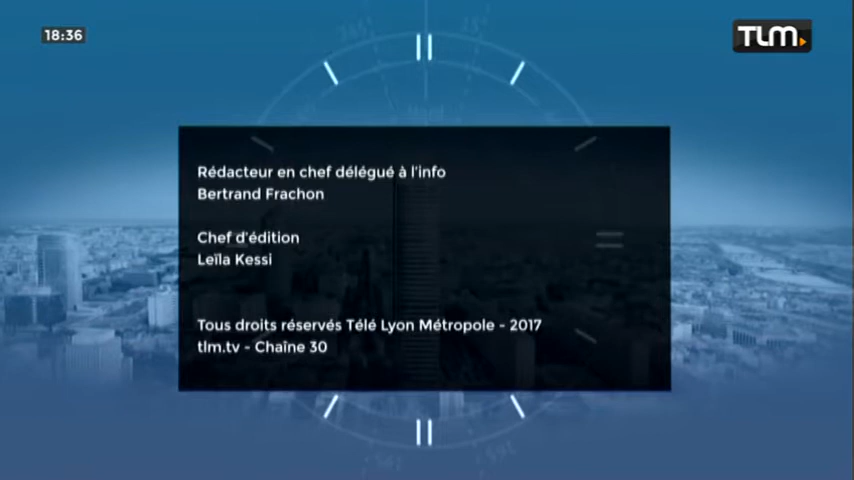 18:36
TLM
Rédacteur en chef délégué à l'info
Bertrand Frachon
Chef d'édition
Leïla Kessi
Tous droits réservés Télé Lyon Métropole - 2017
tlm.tv - Chaîne 30